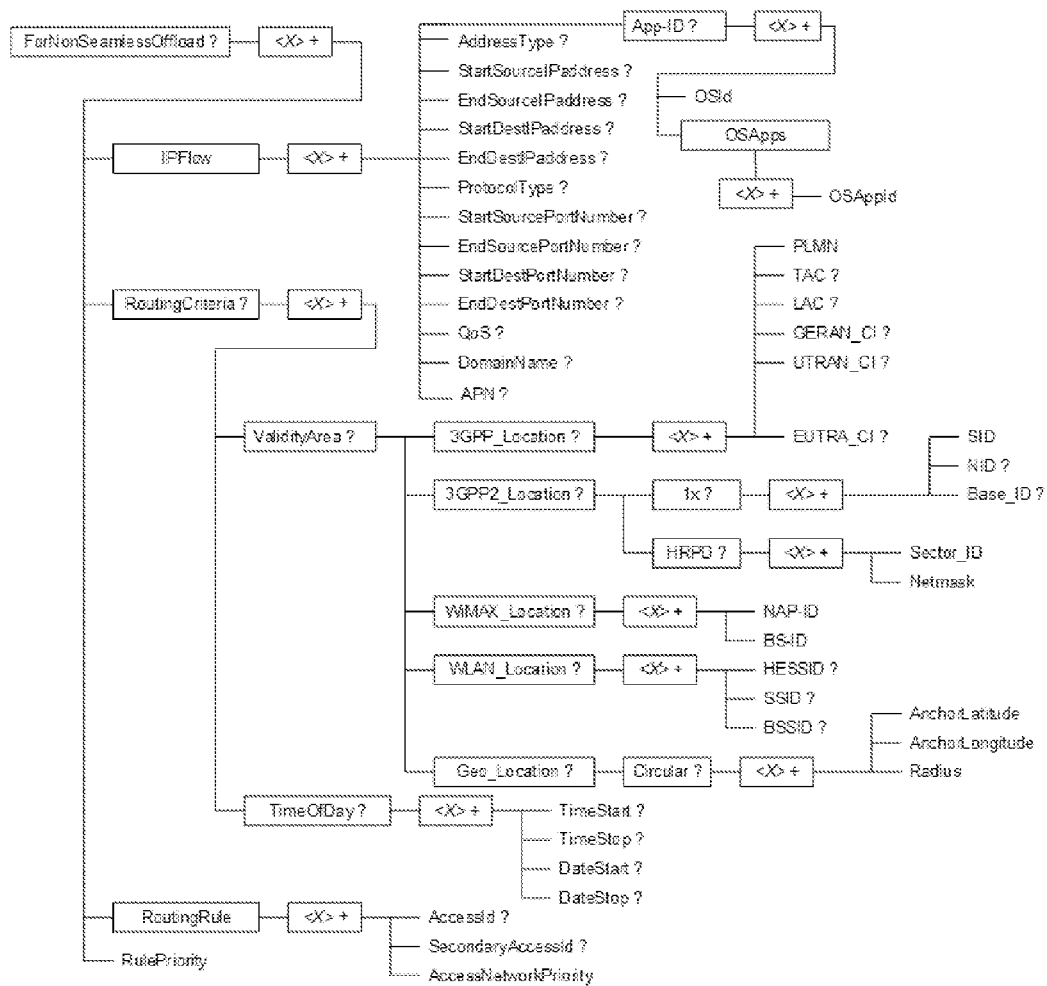 ForNonSeamlessOffload ? <X> +
App-ID ? <X> +
AddressType ?
StartSourceIPaddress ?
EndSourceIPaddress ?
OSId
StartDestIPaddress ?
OSApps
IPFlow <X> +
EndDestIPaddress ?
ProtocolType ?
<X> + OSAppId
StartSourcePortNumber ?
EndSourcePortNumber ?
PLMN
StartDestPortNumber ?
TAC ?
RoutingCriteria ? <X> +
EndDestPortNumber ?
LAC ?
QoS ?
GERAN_CI ?
DomainName ?
UTRAN_CI ?
APN ?
ValidityArea ? 3GPP_Location ? <X> + EUTRA_CI ?
SID
NID ?
3GPP2_Location ? 1x ? <X> + Base_ID ?
HRPD ? <X> + Sector_ID
Netmask
WiMAX_Location ? <X> + NAP-ID
BS-ID
WLAN_Location ? <X> + HESSID ?
SSID ?
BSSID ?
AnchorLatitude
AnchorLongitude
Geo_Location ? Circular ? <X> + Radius
TimeOfDay ? <X> + TimeStart ?
TimeStop ?
DateStart ?
DateStop ?
RoutingRule <X> + AccessId ?
SecondaryAccessId ?
RulePriority
AccessNetworkPriority